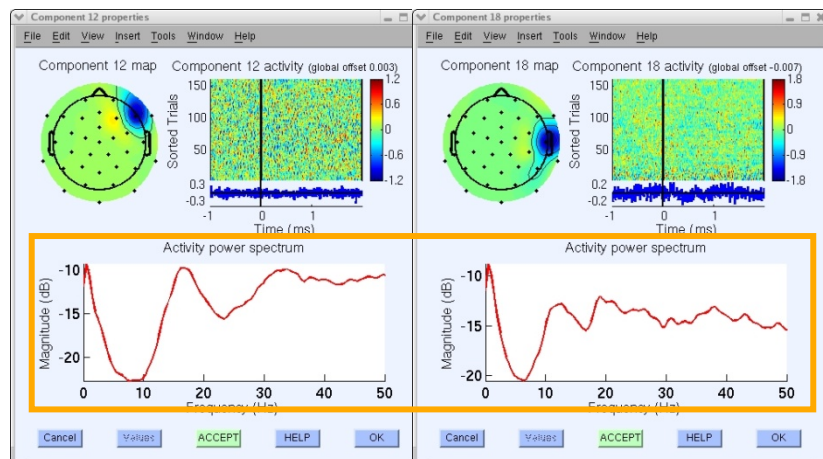 Component 12 properties
File Edit View Insert Tools Window Help
Component 12 map
Component 12 activity (global offset 0.003)
Sorted Trials
150
100
50
0.3
-0.3
-1 0 1
Time (ms)
1.2
0.6
0
-0.6
-1.2
Activity power spectrum
Magnitude (dB)
-10
-15
-20
0 10 20 30 40 50
Frequency (Hz)
Cancel Values ACCEPT HELP OK
Component 18 properties
File Edit View Insert Tools Window Help
Component 18 map
Component 18 activity (global offset -0.007)
Sorted Trials
150
100
50
0.2
-0.2
-1 0 1
Time (ms)
1.8
0.9
0
-0.9
-1.8
Activity power spectrum
Magnitude (dB)
-10
-15
-20
0 10 20 30 40 50
Frequency (Hz)
Cancel Values ACCEPT HELP OK